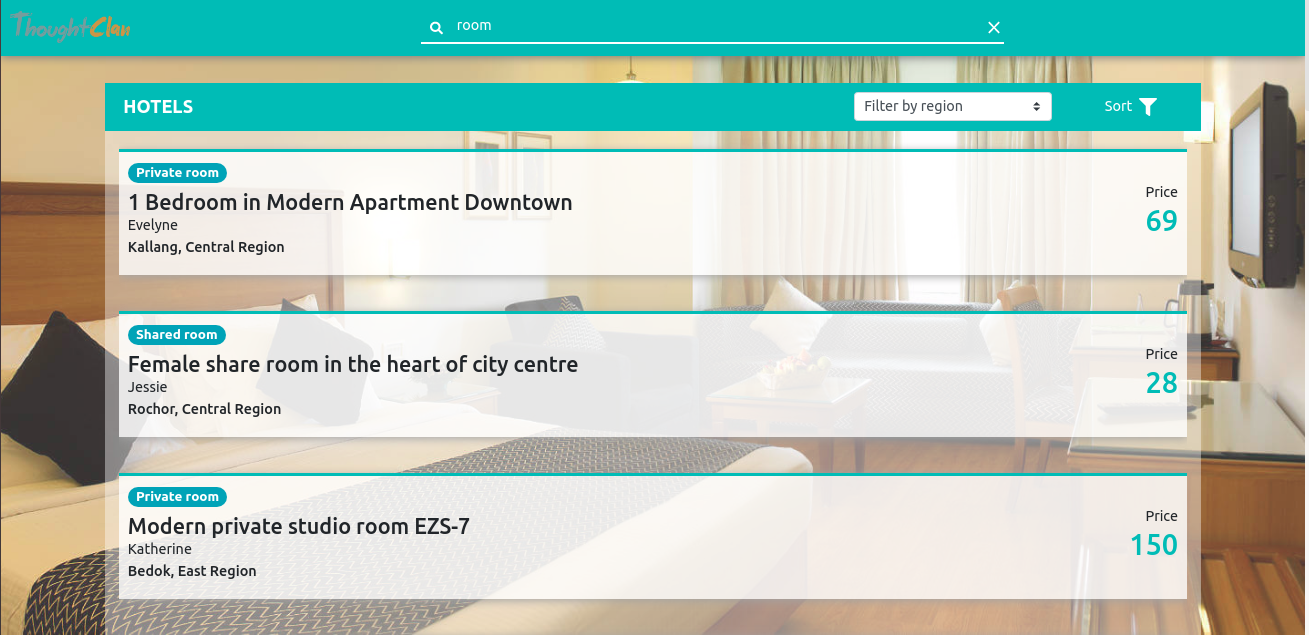 ThoughtClan
room
HOTELS
Filter by region
Sort
Private room
1 Bedroom in Modern Apartment Downtown
Evelyne
Kallang, Central Region
Price
69
Shared room
Female share room in the heart of city centre
Jessie
Rochor, Central Region
Price
28
Private room
Modern private studio room EZS-7
Katherine
Bedok, East Region
Price
150